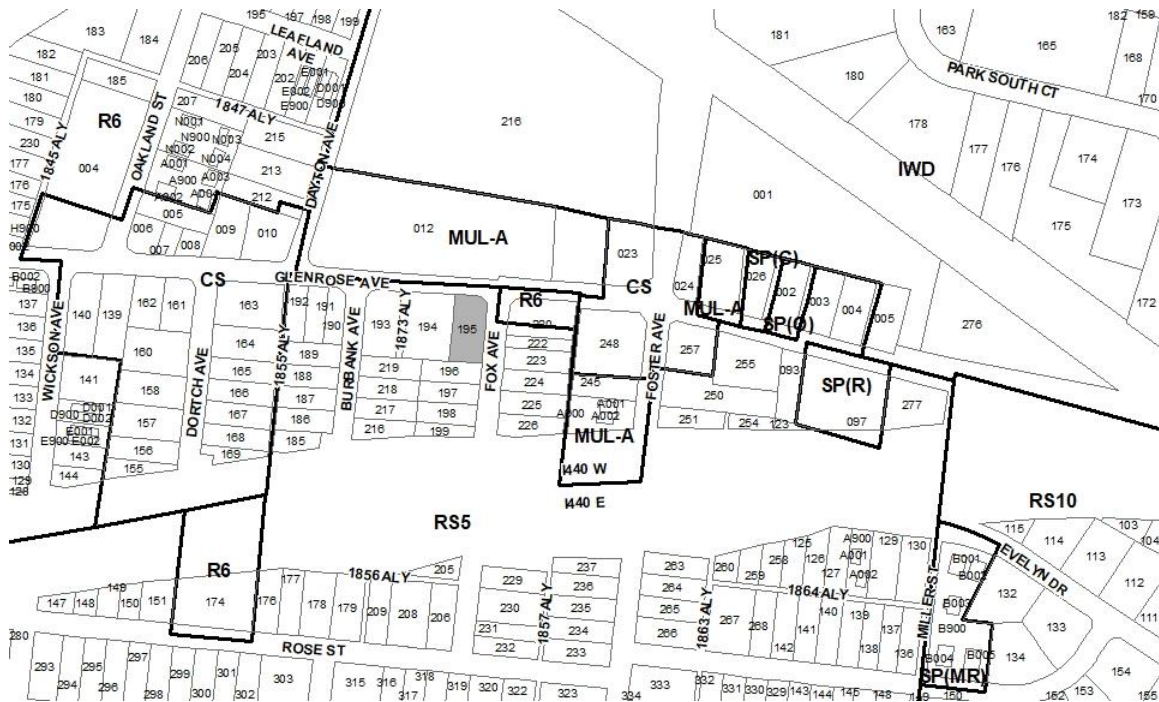 195
197
198
199
183
184
LEAFLAND
AVE
206
205
203
204
202
E001
E002
D001
E900
D900
182
181
180
179
230
177
176
175
H900
185
R6
004
1845 ALY
OAKLAND ST
207
1847 ALY
N001
N900
N003
N002
N004
A001
A003
A900
A002
215
213
212
DAYTON AVE
216
005
006
007
008
009
010
012
MUL-A
181
180
163
165
182
159
168
170
PARK SOUTH CT
178
177
176
174
175
173
172
IWD
001
276
023
024
025
026
002
003
004
005
CS
MUL-A
SP(O)
CS
GLENROSE AVE
B002
B900
137
136
135
134
133
132
131
130
129
128
WICKSON AVE
140
139
141
D001
D900
D002
E001
E900
E002
143
144
162
161
160
158
157
156
155
DORTCH AVE
163
164
165
166
167
168
169
1855 ALY
192
191
190
189
188
187
186
185
BURBANK AVE
193
1873 ALY
194
195
219
196
218
197
217
198
216
199
FOX AVE
R6
220
222
223
224
225
226
248
245
A001
A900
A002
MUL-A
FOSTER AVE
257
255
093
250
251
254
123
SP(R)
097
277
I440 W
I440 E
RS5
RS10
R6
174
147
148
149
150
151
176
177
178
179
209
208
206
205
1856 ALY
229
230
231
232
1857 ALY
237
236
235
234
233
263
264
265
266
1863 ALY
260
259
258
125
126
127
A900
A001
A002
129
130
1864 ALY
267
268
141
142
140
139
138
137
136
MILLER ST
B001
B002
B003
B900
B004
B005
SP(MR)
EVELYN DR
115
114
113
103
104
112
111
132
133
134
154
152
153
155
280
ROSE ST
293
294
295
296
297
298
299
300
301
302
303
315
316
317
318
319
320
322
323
334
333
332
331
330
329
143
144
145
148
149
150